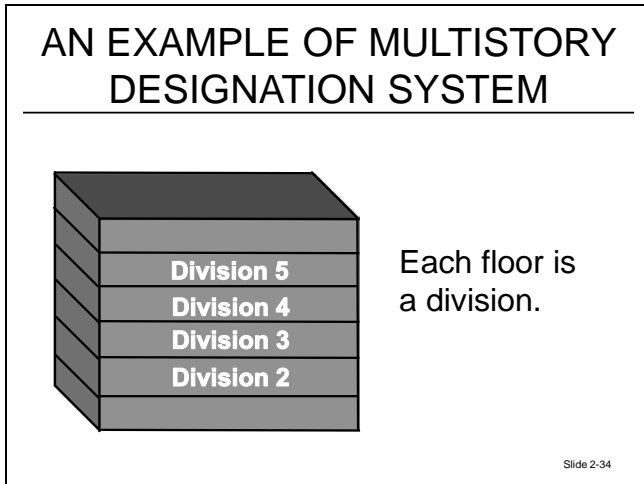 AN EXAMPLE OF MULTISTORY
DESIGNATION SYSTEM
Division 5
Division 4
Division 3
Division 2
Each floor is
a division.
Slide 2-34